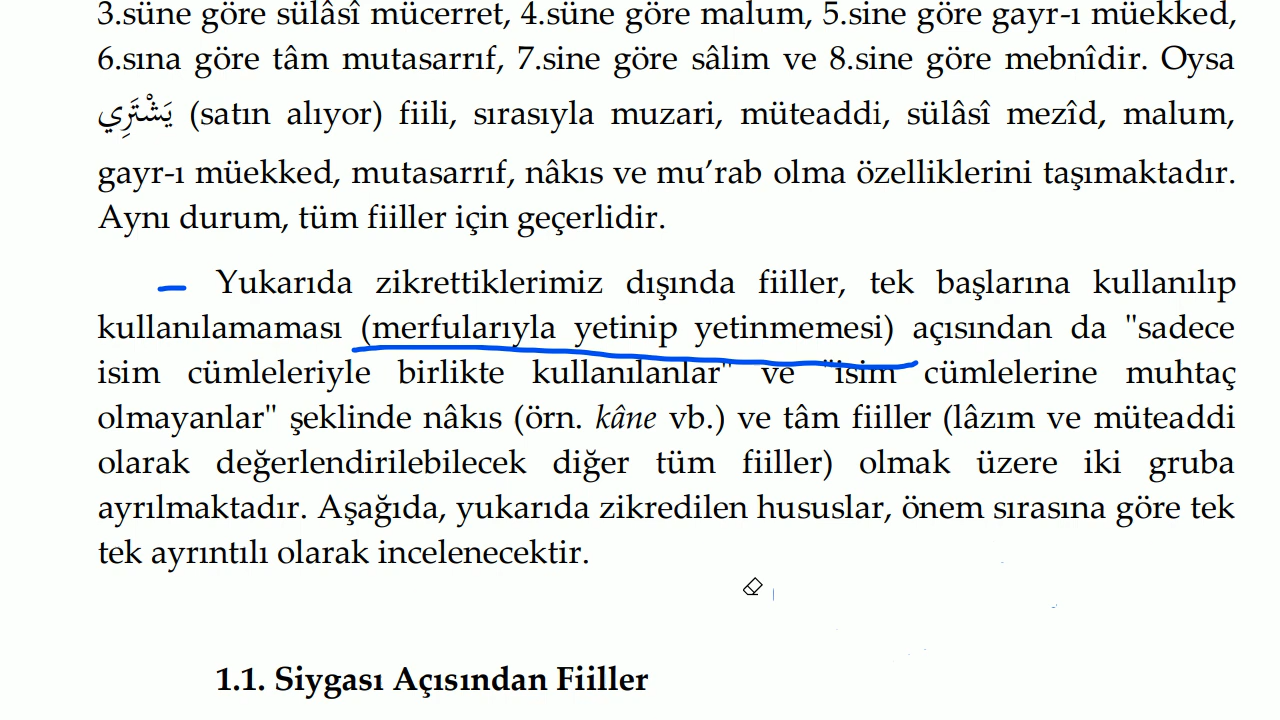 3.süne göre sülâsî mücerret, 4.süne göre malum, 5.sine göre gayr-ı müekked,
6.sına göre tâm mutasarrıf, 7.sine göre sâlim ve 8.sine göre mebnîdir. Oysa
يَشْتَرِي (satın alıyor) fiili, sırasıyla muzari, müteaddi, sülâsî mezîd, malum,
gayr-ı müekked, mutasarrıf, nâkıs ve mu’rab olma özelliklerini taşımaktadır.
Aynı durum, tüm fiiller için geçerlidir.
Yukarıda zikrettiklerimiz dışında fiiller, tek başlarına kullanılıp
kullanılamaması (merfularıyla yetinip yetinmemesi) açısından da "sadece
isim cümleleriyle birlikte kullanılanlar" ve "isim cümlelerine muhtaç
olmayanlar" şeklinde nâkıs (örn. kâne vb.) ve tâm fiiller (lâzım ve müteaddi
olarak değerlendirilebilecek diğer tüm fiiller) olmak üzere iki gruba
ayrılmaktadır. Aşağıda, yukarıda zikredilen hususlar, önem sırasına göre tek
tek ayrıntılı olarak incelenecektir.
1.1. Siygası Açısından Fiiller